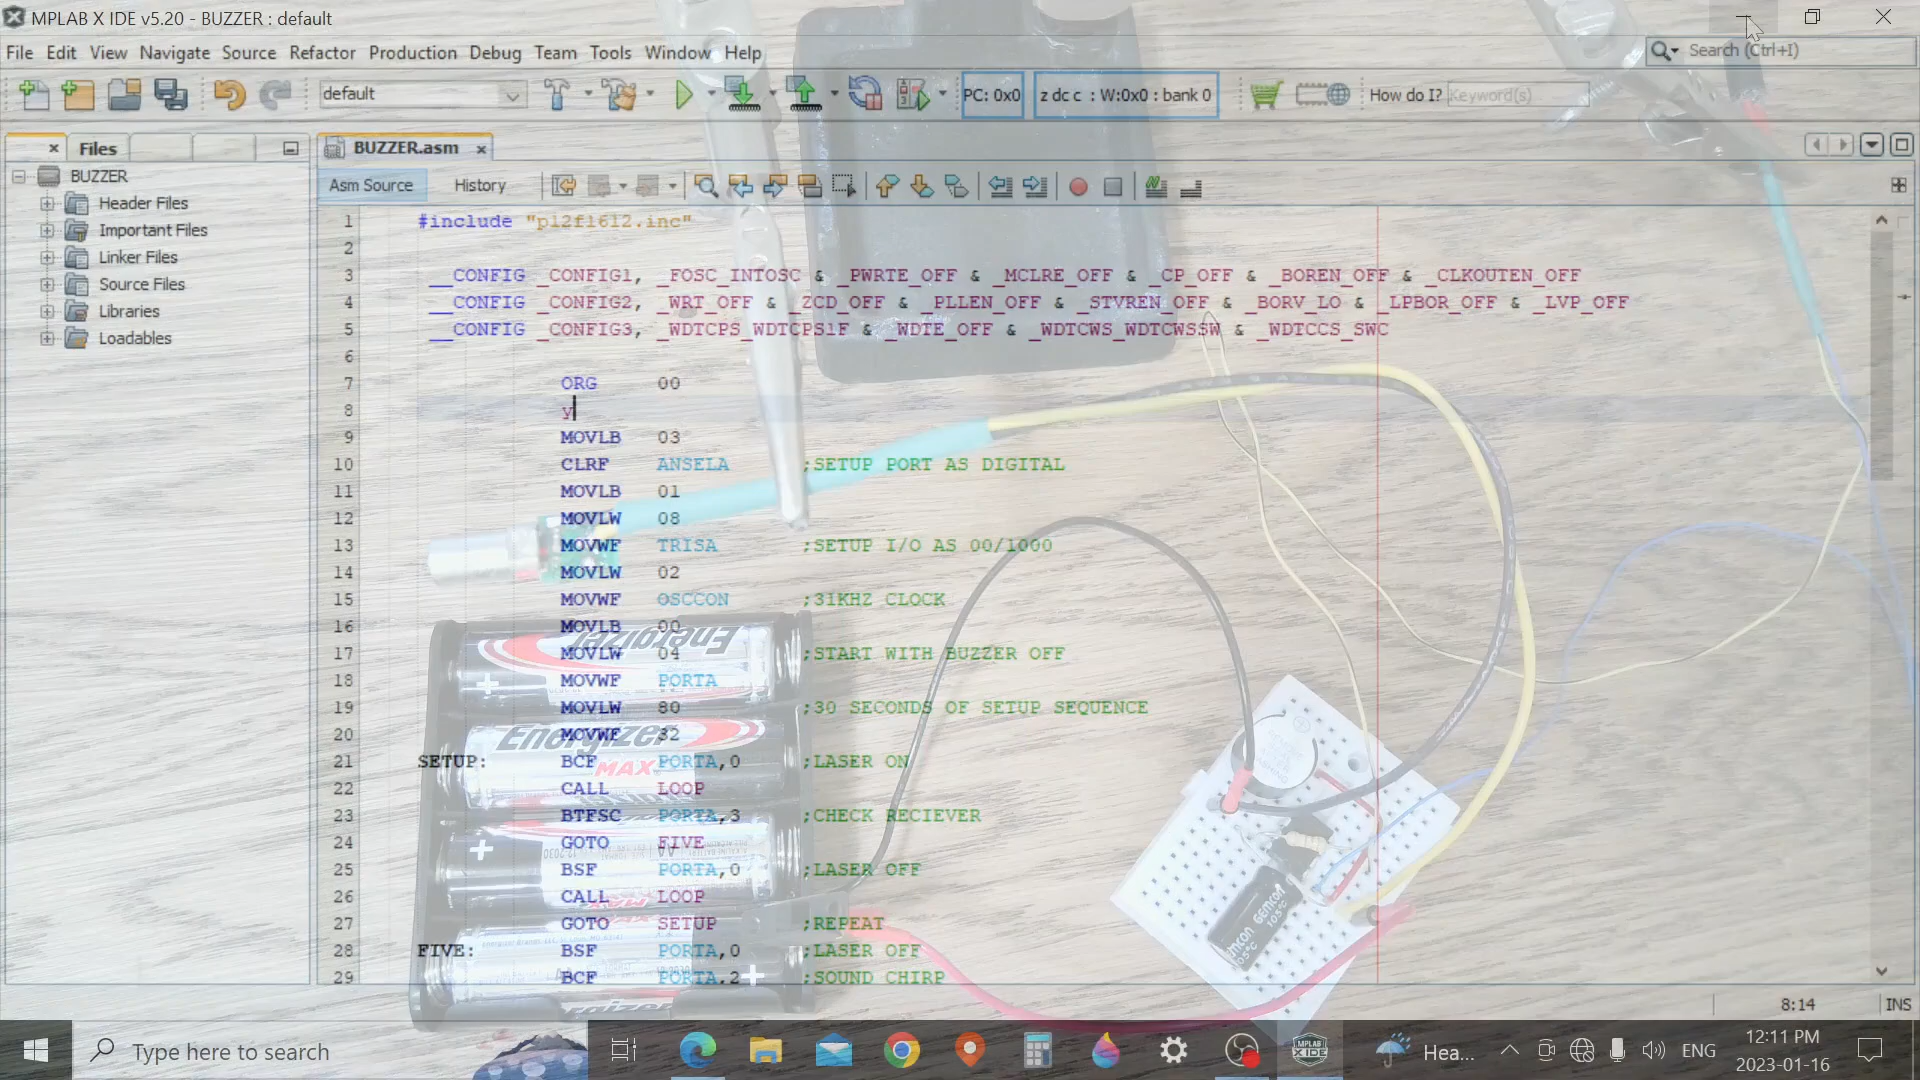 MPLAB X IDE v5.20 - BUZZER : default
File Edit View Navigate Source Refactor Production Debug Team Tools Window Help
Search (Ctrl+I)
default
PC: 0x0
z dc c : W:0x0 : bank 0
How do I?
Keyword(s)
Files
BUZZER.asm
BUZZER
Header Files
Important Files
Linker Files
Source Files
Libraries
Loadables
Asm Source
History
1 #include "p12f1612.inc"
2
3 __CONFIG _CONFIG1, _FOSC_INTOSC & _PWRTE_OFF & _MCLRE_OFF & _CP_OFF & _BOREN_OFF & _CLKOUTEN_OFF
4 __CONFIG _CONFIG2, _WRT_OFF & _ZCD_OFF & _PLLEN_OFF & _STVREN_OFF & _BORV_LO & _LPBOR_OFF & _LVP_OFF
5 __CONFIG _CONFIG3, _WDTCPS_WDTCPS1F & _WDTE_OFF & _WDTCWS_WDTCWSSW & _WDTCCS_SWC
6
7 ORG 00
8 y
9 MOVLB 03
10 CLRF ANSELA ;SETUP PORT AS DIGITAL
11 MOVLB 01
12 MOVLW 08
13 MOVWF TRISA ;SETUP I/O AS 00/1000
14 MOVLW 02
15 MOVWF OSCCON ;31KHZ CLOCK
16 MOVLB 00
17 MOVLW 04 ;START WITH BUZZER OFF
18 MOVWF PORTA
19 MOVLW 80 ;30 SECONDS OF SETUP SEQUENCE
20 MOVWF 32
21 SETUP: BCF PORTA,0 ;LASER ON
22 CALL LOOP
23 BTFSC PORTA,3 ;CHECK RECIEVER
24 GOTO FIVE
25 BSF PORTA,0 ;LASER OFF
26 CALL LOOP
27 GOTO SETUP ;REPEAT
28 FIVE: BSF PORTA,0 ;LASER OFF
29 BCF PORTA,2 ;SOUND CHIRP
Energizer
Energizer
MAX
Gemcon
105°C
8:14
INS
Type here to search
MPLAB
X IDE
Hea...
ENG
12:11 PM
2023-01-16